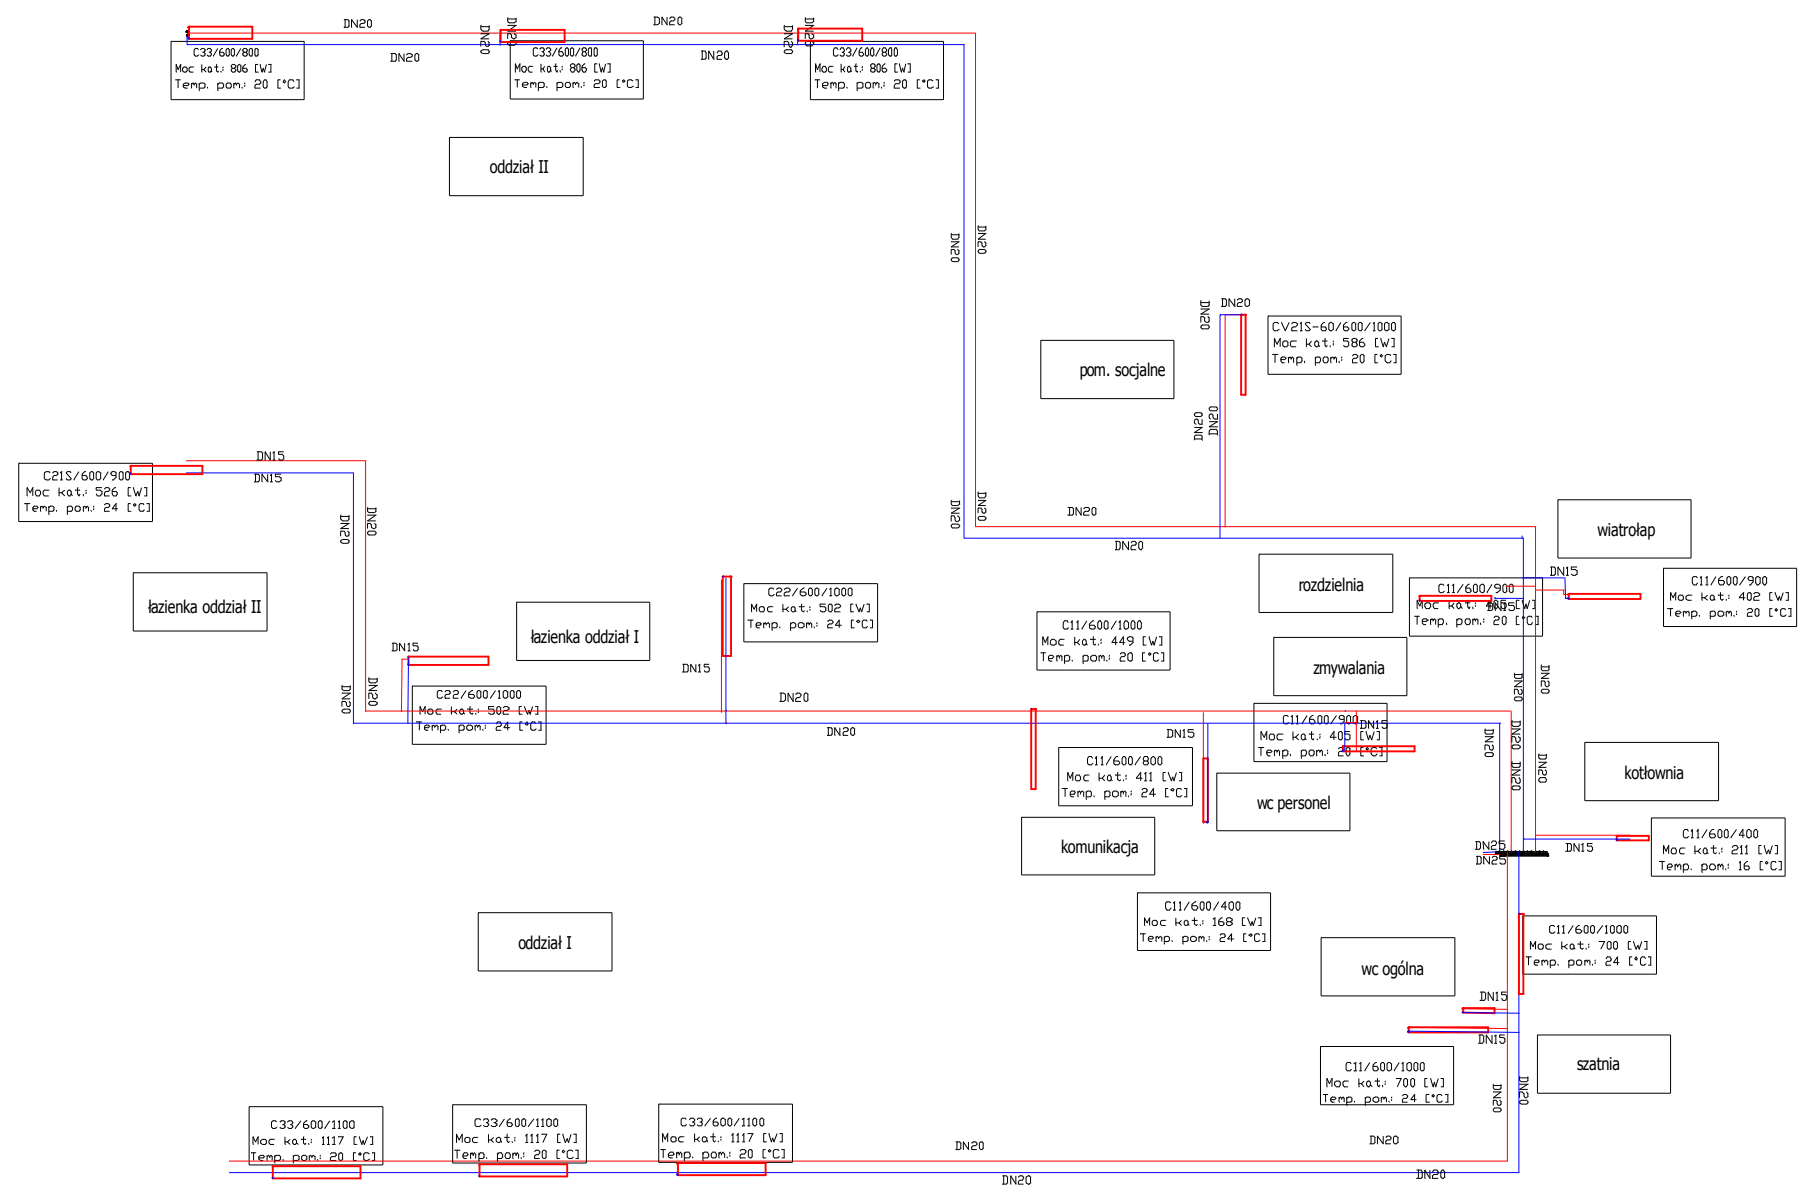 DN20
DN20
DN20
DN20
DN20
DN20
DN20
DN20
C33/600/800
Moc kat.: 806 [W]
Temp. pom.: 20 [°C]
C33/600/800
Moc kat.: 806 [W]
Temp. pom.: 20 [°C]
C33/600/800
Moc kat.: 806 [W]
Temp. pom.: 20 [°C]
oddział II
DN20
DN20
DN20
DN20
CV21S-60/600/1000
Moc kat.: 586 [W]
Temp. pom.: 20 [°C]
pom. socjalne
DN20
DN20
DN15
DN15
C21S/600/900
Moc kat.: 526 [W]
Temp. pom.: 24 [°C]
DN20
DN20
DN20
DN20
DN20
DN20
wiatrołap
DN15
C11/600/900
Moc kat.: 402 [W]
Temp. pom.: 20 [°C]
rozdzielnia
C11/600/900
Moc kat.: 405 [W]
DN15
Temp. pom.: 20 [°C]
łazienka oddział II
łazienka oddział I
C22/600/1000
Moc kat.: 502 [W]
Temp. pom.: 24 [°C]
C11/600/1000
Moc kat.: 449 [W]
Temp. pom.: 20 [°C]
DN15
DN15
zmywalania
DN20
DN20
DN20
DN20
DN20
C22/600/1000
Moc kat.: 502 [W]
Temp. pom.: 24 [°C]
DN20
DN15
C11/600/900
DN15
Moc kat.: 405 [W]
Temp. pom.: 20 [°C]
DN20
DN20
DN20
DN20
C11/600/800
Moc kat.: 411 [W]
Temp. pom.: 24 [°C]
wc personel
kotłownia
komunikacja
DN25
DN25
DN15
C11/600/400
Moc kat.: 211 [W]
Temp. pom.: 16 [°C]
C11/600/400
Moc kat.: 168 [W]
Temp. pom.: 24 [°C]
oddział I
C11/600/1000
Moc kat.: 700 [W]
Temp. pom.: 24 [°C]
wc ogólna
DN15
DN15
szatnia
C11/600/1000
Moc kat.: 700 [W]
Temp. pom.: 24 [°C]
DN20
DN20
C33/600/1100
Moc kat.: 1117 [W]
Temp. pom.: 20 [°C]
C33/600/1100
Moc kat.: 1117 [W]
Temp. pom.: 20 [°C]
C33/600/1100
Moc kat.: 1117 [W]
Temp. pom.: 20 [°C]
DN20
DN20
DN20
DN20